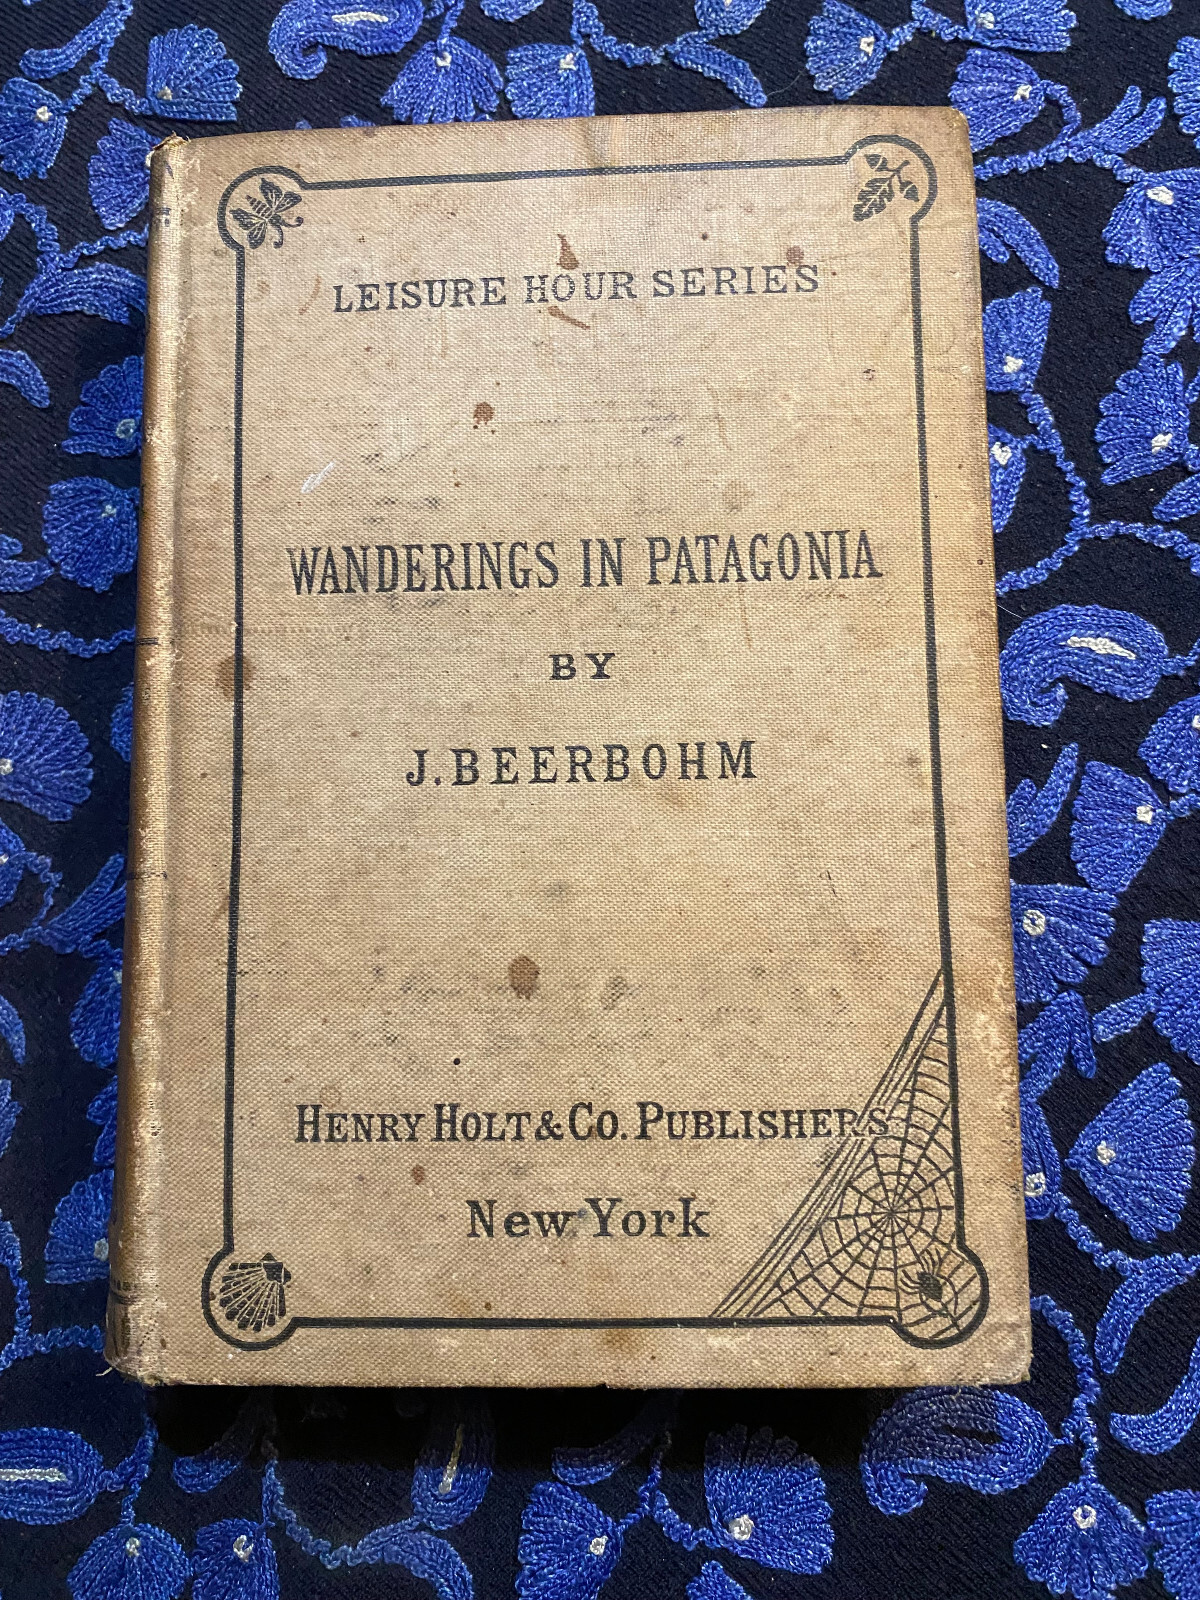 LEISURE HOUR SERIES
WANDERINGS IN PATAGONIA
BY
J. BEERBOHM
HENRY HOLT & CO. PUBLISHERS
New York